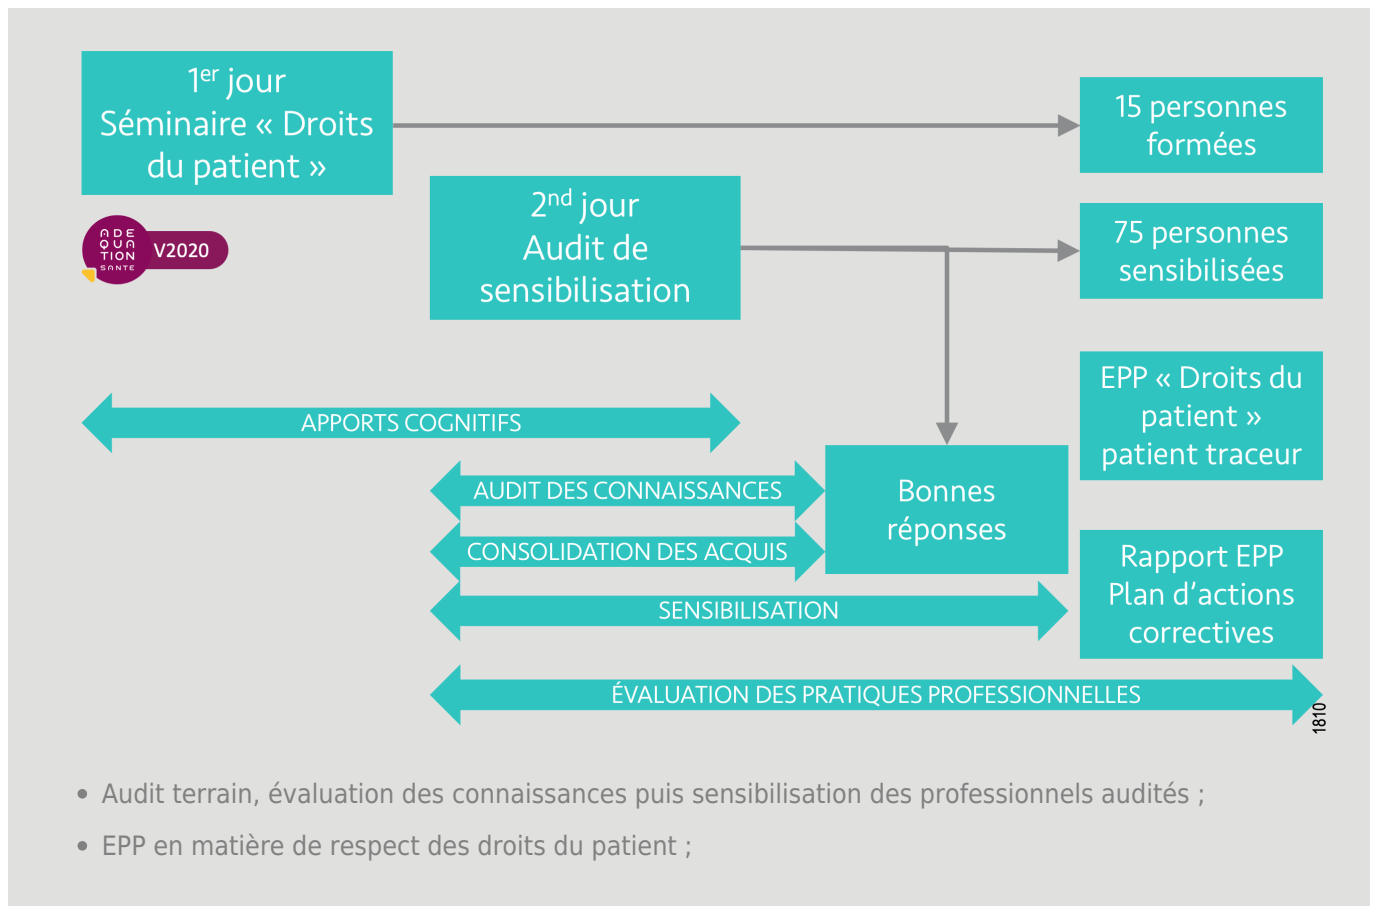 1er jour
Séminaire « Droits
du patient »
15 personnes
formées
2nd jour
Audit de
sensibilisation
75 personnes
sensibilisées
ADE
QUA
TION
SANTE
V2020
EPP « Droits du
patient »
patient traceur
APPORTS COGNITIFS
AUDIT DES CONNAISSANCES
Bonnes
réponses
CONSOLIDATION DES ACQUIS
Rapport EPP
Plan d’actions
correctives
SENSIBILISATION
ÉVALUATION DES PRATIQUES PROFESSIONNELLES
1810
• Audit terrain, évaluation des connaissances puis sensibilisation des professionnels audités ;
• EPP en matière de respect des droits du patient ;